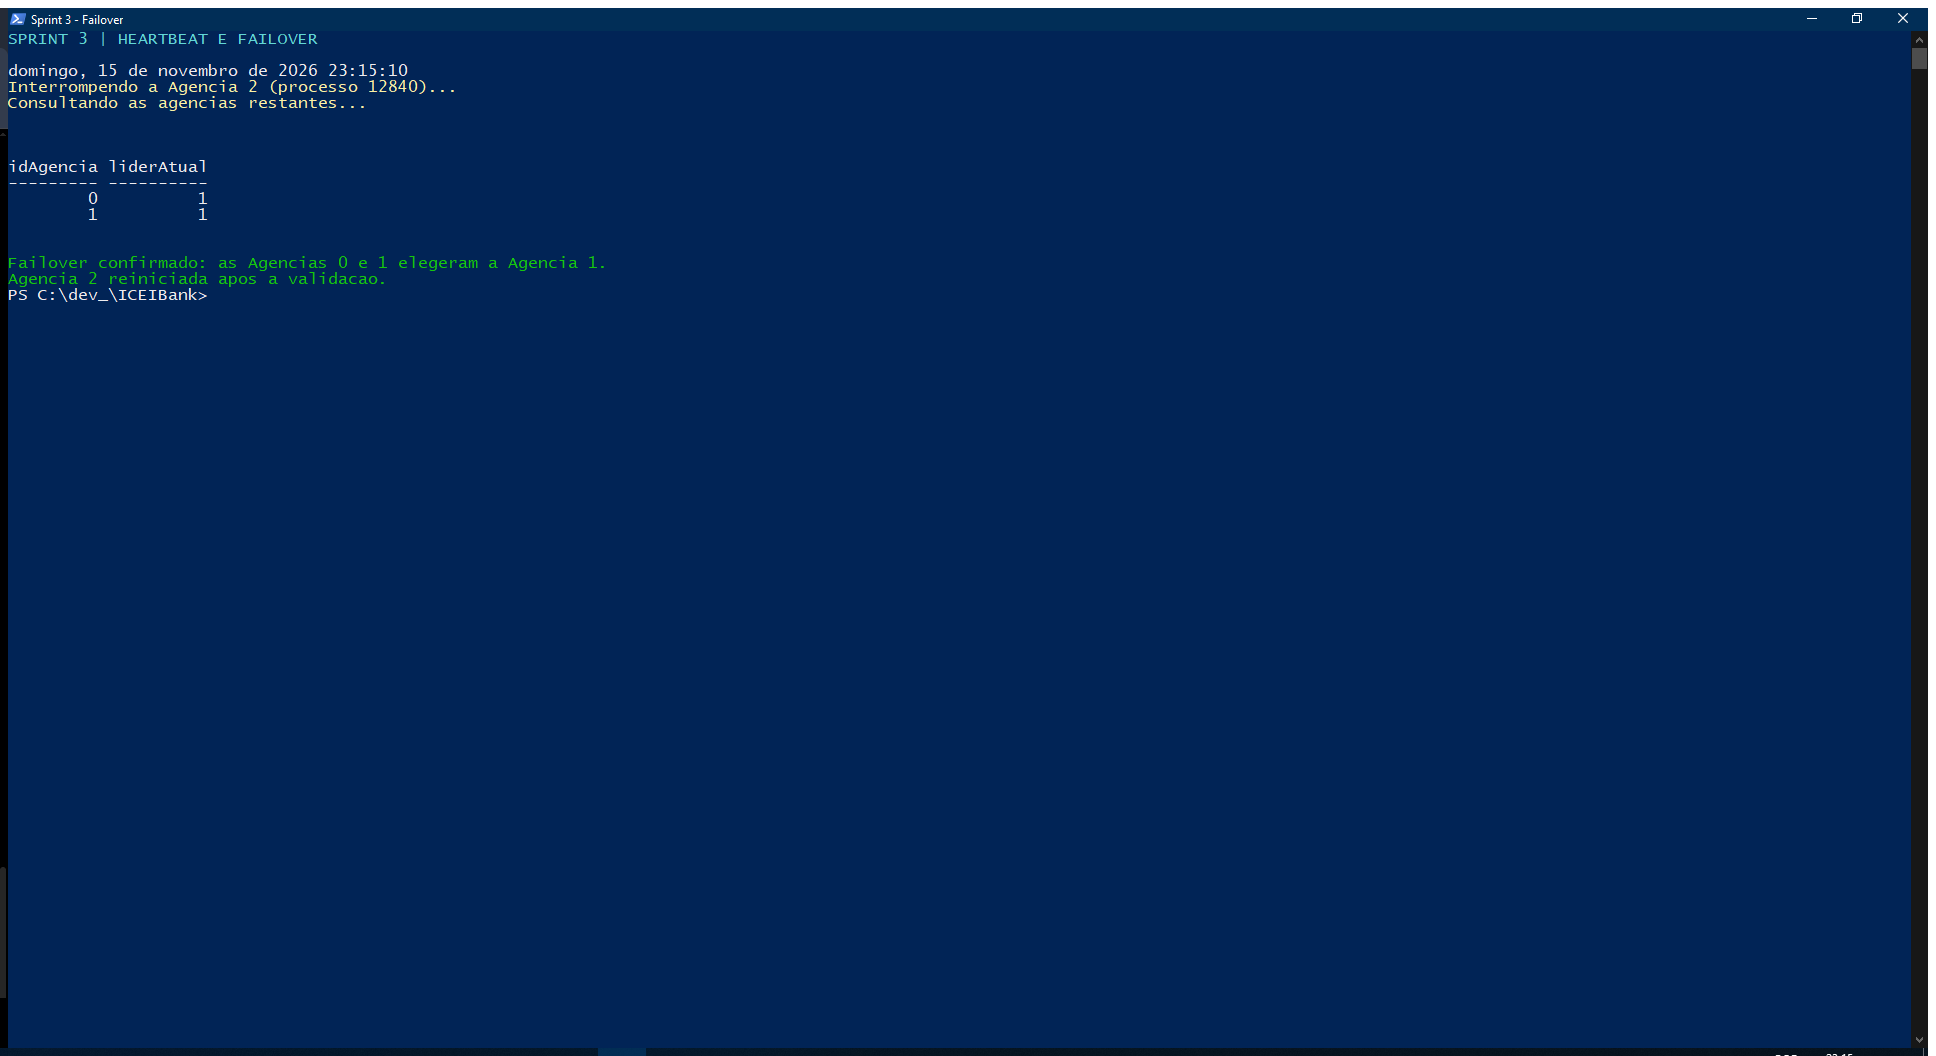 Sprint 3 - Failover
SPRINT 3 | HEARTBEAT E FAILOVER
domingo, 15 de novembro de 2026 23:15:10
Interrompendo a Agencia 2 (processo 12840)...
Consultando as agencias restantes...
idAgencia liderAtual
--------- ----------
0 1
1 1
Failover confirmado: as Agencias 0 e 1 elegeram a Agencia 1.
Agencia 2 reiniciada apos a validacao.
PS C:\dev_\ICEIBank>